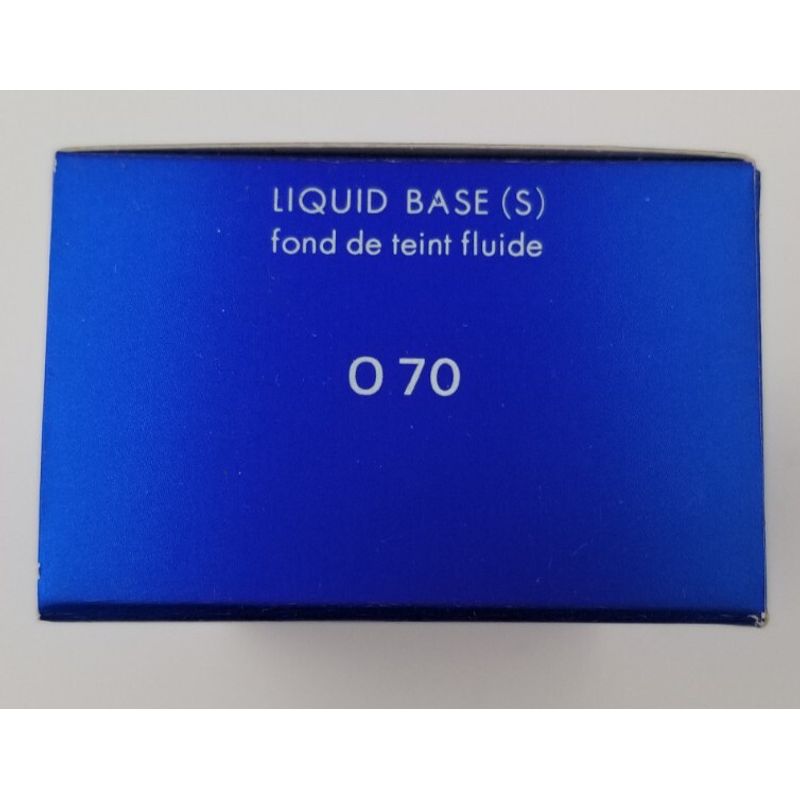 LIQUID BASE (S)
fond de teint fluide
O 70